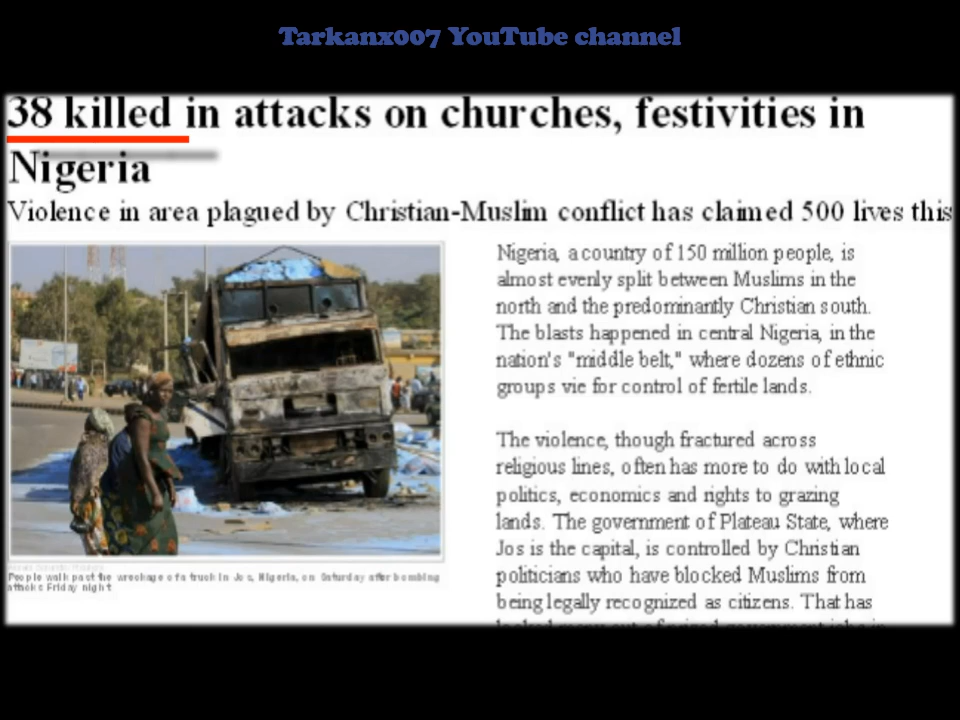 Tarkanx007 YouTube channel
38 killed in attacks on churches, festivities in
Nigeria
Violence in area plagued by Christian-Muslim conflict has claimed 500 lives this
Nigeria, a country of 150 million people, is
almost evenly split between Muslims in the
north and the predominantly Christian south.
The blasts happened in central Nigeria, in the
nation's "middle belt," where dozens of ethnic
groups vie for control of fertile lands.
The violence, though fractured across
religious lines, often has more to do with local
politics, economics and rights to grazing
lands. The government of Plateau State, where
Jos is the capital, is controlled by Christian
politicians who have blocked Muslims from
being legally recognized as citizens. That has
People walk past the wreckage of a truck in Jos, Nigeria, on Saturday after bombing
attacks Friday night